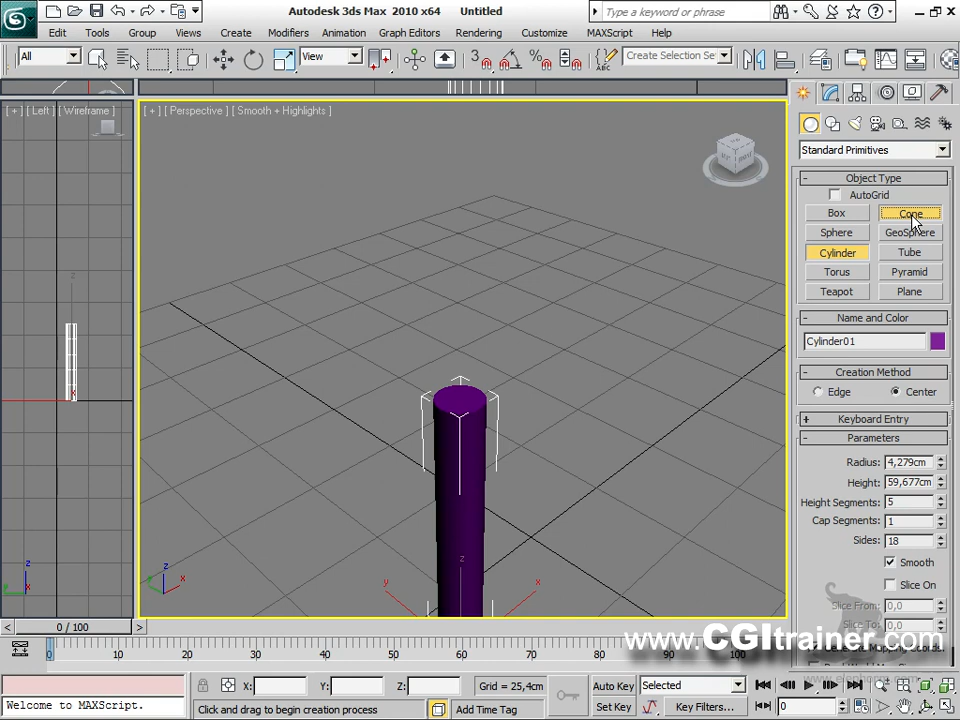 Autodesk 3ds Max 2010 x64 Untitled
Type a keyword or phrase
Edit Tools Group Views Create Modifiers Animation Graph Editors Rendering Customize MAXScript Help
All View Create Selection Se
[ + ] [ Left ] [ Wireframe ]
[ + ] [ Perspective ] [ Smooth + Highlights ]
Standard Primitives
- Object Type
AutoGrid
Box Cone
Sphere GeoSphere
Cylinder Tube
Torus Pyramid
Teapot Plane
- Name and Color
Cylinder01
- Creation Method
Edge Center
+ Keyboard Entry
- Parameters
Radius: 4,279cm
Height: 59,677cm
Height Segments: 5
Cap Segments: 1
Sides: 18
Smooth
Slice On
Slice From: 0,0
Slice To: 0,0
z
x
y
x
z
z
y
z
x
www.CGItrainer.com
< 0 / 100 >
0 10 20 30 40 50 60 70 80 90 100
X: Y: Z: Grid = 25,4cm Auto Key Selected
Welcome to MAXScript. Click and drag to begin creation process Add Time Tag Set Key Key Filters... 0